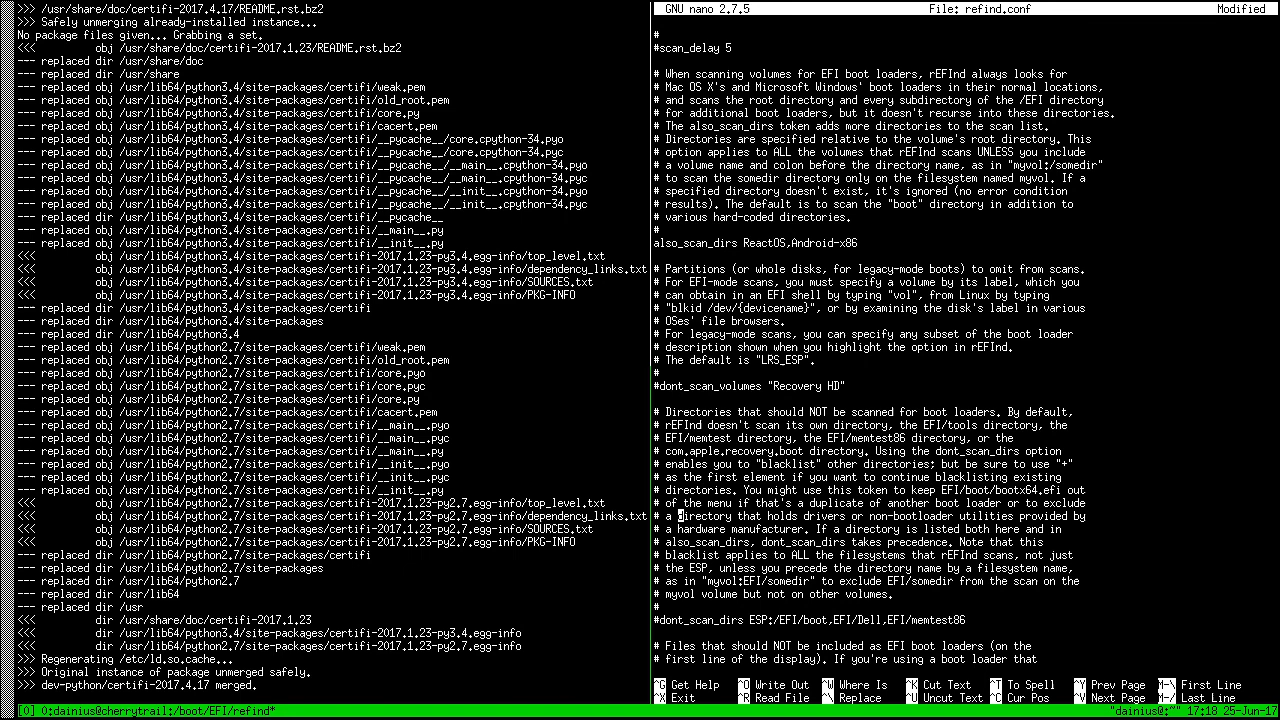 >>> /usr/share/doc/certifi-2017.4.17/README.rst.bz2
>>> Safely unmerging already-installed instance...
No package files given... Grabbing a set.
<<<          obj /usr/share/doc/certifi-2017.1.23/README.rst.bz2
--- replaced dir /usr/share/doc
--- replaced dir /usr/share
--- replaced obj /usr/lib64/python3.4/site-packages/certifi/weak.pem
--- replaced obj /usr/lib64/python3.4/site-packages/certifi/old_root.pem
--- replaced obj /usr/lib64/python3.4/site-packages/certifi/core.py
--- replaced obj /usr/lib64/python3.4/site-packages/certifi/cacert.pem
--- replaced obj /usr/lib64/python3.4/site-packages/certifi/__pycache__/core.cpython-34.pyo
--- replaced obj /usr/lib64/python3.4/site-packages/certifi/__pycache__/core.cpython-34.pyc
--- replaced obj /usr/lib64/python3.4/site-packages/certifi/__pycache__/__main__.cpython-34.pyo
--- replaced obj /usr/lib64/python3.4/site-packages/certifi/__pycache__/__main__.cpython-34.pyc
--- replaced obj /usr/lib64/python3.4/site-packages/certifi/__pycache__/__init__.cpython-34.pyo
--- replaced obj /usr/lib64/python3.4/site-packages/certifi/__pycache__/__init__.cpython-34.pyc
--- replaced dir /usr/lib64/python3.4/site-packages/certifi/__pycache__
--- replaced obj /usr/lib64/python3.4/site-packages/certifi/__main__.py
--- replaced obj /usr/lib64/python3.4/site-packages/certifi/__init__.py
<<<          obj /usr/lib64/python3.4/site-packages/certifi-2017.1.23-py3.4.egg-info/top_level.txt
<<<          obj /usr/lib64/python3.4/site-packages/certifi-2017.1.23-py3.4.egg-info/dependency_links.txt
<<<          obj /usr/lib64/python3.4/site-packages/certifi-2017.1.23-py3.4.egg-info/SOURCES.txt
<<<          obj /usr/lib64/python3.4/site-packages/certifi-2017.1.23-py3.4.egg-info/PKG-INFO
--- replaced dir /usr/lib64/python3.4/site-packages/certifi
--- replaced dir /usr/lib64/python3.4/site-packages
--- replaced dir /usr/lib64/python3.4
--- replaced obj /usr/lib64/python2.7/site-packages/certifi/weak.pem
--- replaced obj /usr/lib64/python2.7/site-packages/certifi/old_root.pem
--- replaced obj /usr/lib64/python2.7/site-packages/certifi/core.pyo
--- replaced obj /usr/lib64/python2.7/site-packages/certifi/core.pyc
--- replaced obj /usr/lib64/python2.7/site-packages/certifi/core.py
--- replaced obj /usr/lib64/python2.7/site-packages/certifi/cacert.pem
--- replaced obj /usr/lib64/python2.7/site-packages/certifi/__main__.pyo
--- replaced obj /usr/lib64/python2.7/site-packages/certifi/__main__.pyc
--- replaced obj /usr/lib64/python2.7/site-packages/certifi/__main__.py
--- replaced obj /usr/lib64/python2.7/site-packages/certifi/__init__.pyo
--- replaced obj /usr/lib64/python2.7/site-packages/certifi/__init__.pyc
--- replaced obj /usr/lib64/python2.7/site-packages/certifi/__init__.py
<<<          obj /usr/lib64/python2.7/site-packages/certifi-2017.1.23-py2.7.egg-info/top_level.txt
<<<          obj /usr/lib64/python2.7/site-packages/certifi-2017.1.23-py2.7.egg-info/dependency_links.txt
<<<          obj /usr/lib64/python2.7/site-packages/certifi-2017.1.23-py2.7.egg-info/SOURCES.txt
<<<          obj /usr/lib64/python2.7/site-packages/certifi-2017.1.23-py2.7.egg-info/PKG-INFO
--- replaced dir /usr/lib64/python2.7/site-packages/certifi
--- replaced dir /usr/lib64/python2.7/site-packages
--- replaced dir /usr/lib64/python2.7
--- replaced dir /usr/lib64
--- replaced dir /usr
<<<          dir /usr/share/doc/certifi-2017.1.23
<<<          dir /usr/lib64/python3.4/site-packages/certifi-2017.1.23-py3.4.egg-info
<<<          dir /usr/lib64/python2.7/site-packages/certifi-2017.1.23-py2.7.egg-info
>>> Regenerating /etc/ld.so.cache...
>>> Original instance of package unmerged safely.
>>> dev-python/certifi-2017.4.17 merged.
GNU nano 2.7.5 File: refind.conf Modified
#
#scan_delay 5
# When scanning volumes for EFI boot loaders, rEFInd always looks for
# Mac OS X's and Microsoft Windows' boot loaders in their normal locations,
# and scans the root directory and every subdirectory of the /EFI directory
# for additional boot loaders, but it doesn't recurse into these directories.
# The also_scan_dirs token adds more directories to the scan list.
# Directories are specified relative to the volume's root directory. This
# option applies to ALL the volumes that rEFInd scans UNLESS you include
# a volume name and colon before the directory name, as in "myvol:/somedir"
# to scan the somedir directory only on the filesystem named myvol. If a
# specified directory doesn't exist, it's ignored (no error condition
# results). The default is to scan the "boot" directory in addition to
# various hard-coded directories.
#
also_scan_dirs ReactOS,Android-x86
# Partitions (or whole disks, for legacy-mode boots) to omit from scans.
# For EFI-mode scans, you must specify a volume by its label, which you
# can obtain in an EFI shell by typing "vol", from Linux by typing
# "blkid /dev/{devicename}", or by examining the disk's label in various
# OSes' file browsers.
# For legacy-mode scans, you can specify any subset of the boot loader
# description shown when you highlight the option in rEFInd.
# The default is "LRS_ESP".
#
#dont_scan_volumes "Recovery HD"
# Directories that should NOT be scanned for boot loaders. By default,
# rEFInd doesn't scan its own directory, the EFI/tools directory, the
# EFI/memtest directory, the EFI/memtest86 directory, or the
# com.apple.recovery.boot directory. Using the dont_scan_dirs option
# enables you to "blacklist" other directories; but be sure to use "+"
# as the first element if you want to continue blacklisting existing
# directories. You might use this token to keep EFI/boot/bootx64.efi out
# of the menu if that's a duplicate of another boot loader or to exclude
# a directory that holds drivers or non-bootloader utilities provided by
# a hardware manufacturer. If a directory is listed both here and in
# also_scan_dirs, dont_scan_dirs takes precedence. Note that this
# blacklist applies to ALL the filesystems that rEFInd scans, not just
# the ESP, unless you precede the directory name by a filesystem name,
# as in "myvol:EFI/somedir" to exclude EFI/somedir from the scan on the
# myvol volume but not on other volumes.
#
#dont_scan_dirs ESP:/EFI/boot,EFI/Dell,EFI/memtest86
# Files that should NOT be included as EFI boot loaders (on the
# first line of the display). If you're using a boot loader that
^G Get Help ^O Write Out ^W Where Is ^K Cut Text ^T To Spell ^Y Prev Page M-\ First Line
^X Exit ^R Read File ^\ Replace ^U Uncut Text ^C Cur Pos ^V Next Page M-/ Last Line
[0] 0:dainius@cherrytrail:/boot/EFI/refind* "dainius@:~" 17:18 25-Jun-17